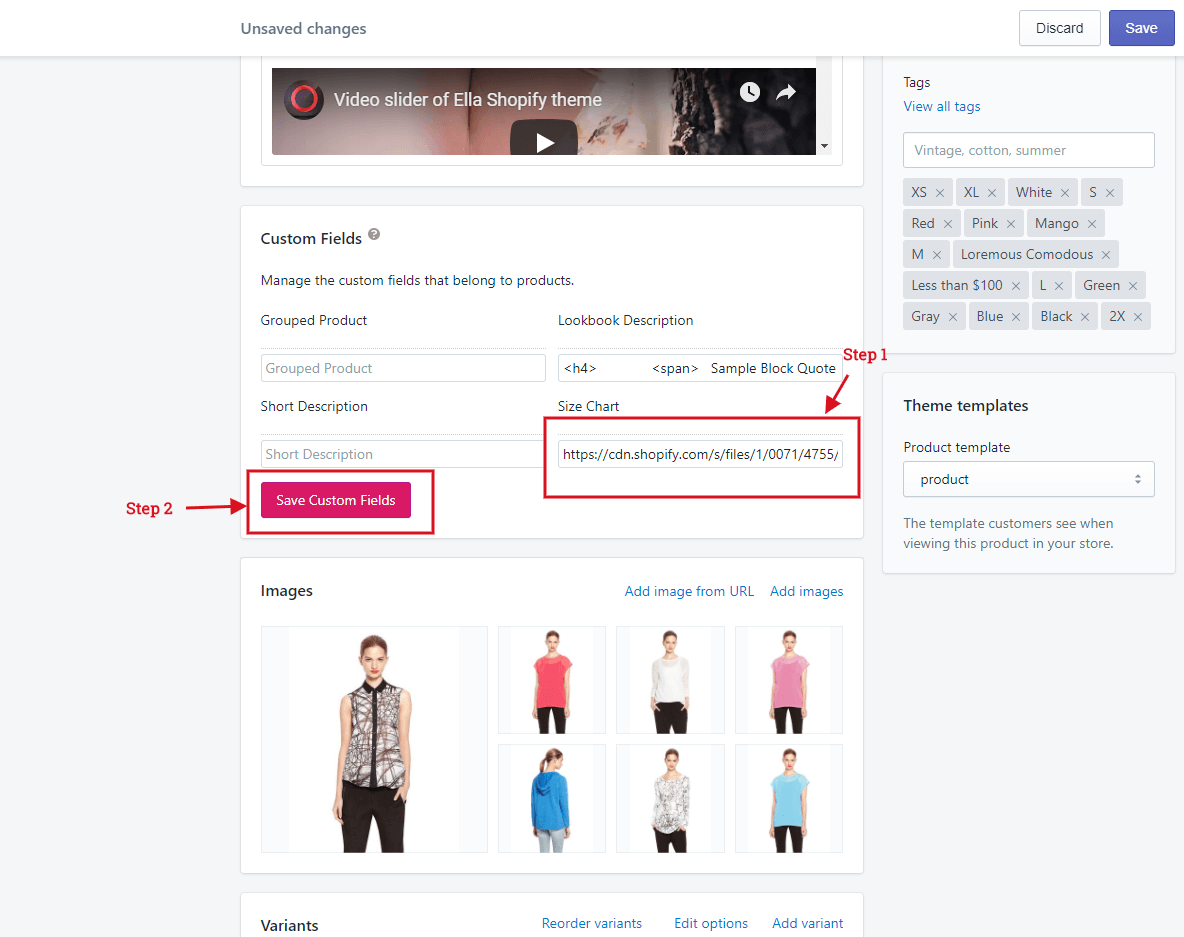 Unsaved changes
Discard
Save
Video slider of Ella Shopify theme
Tags
View all tags
Vintage, cotton, summer
XS × XL × White × S ×
Red × Pink × Mango ×
M × Loremous Comodous ×
Less than $100 × L × Green ×
Gray × Blue × Black × 2X ×
Custom Fields ?
Manage the custom fields that belong to products.
Grouped Product
Lookbook Description
Grouped Product
<h4> <span> Sample Block Quote
Step 1
Short Description
Size Chart
Short Description
https://cdn.shopify.com/s/files/1/0071/4755/
Step 2
Save Custom Fields
Theme templates
Product template
product
The template customers see when
viewing this product in your store.
Images
Add image from URL
Add images
Variants
Reorder variants
Edit options
Add variant